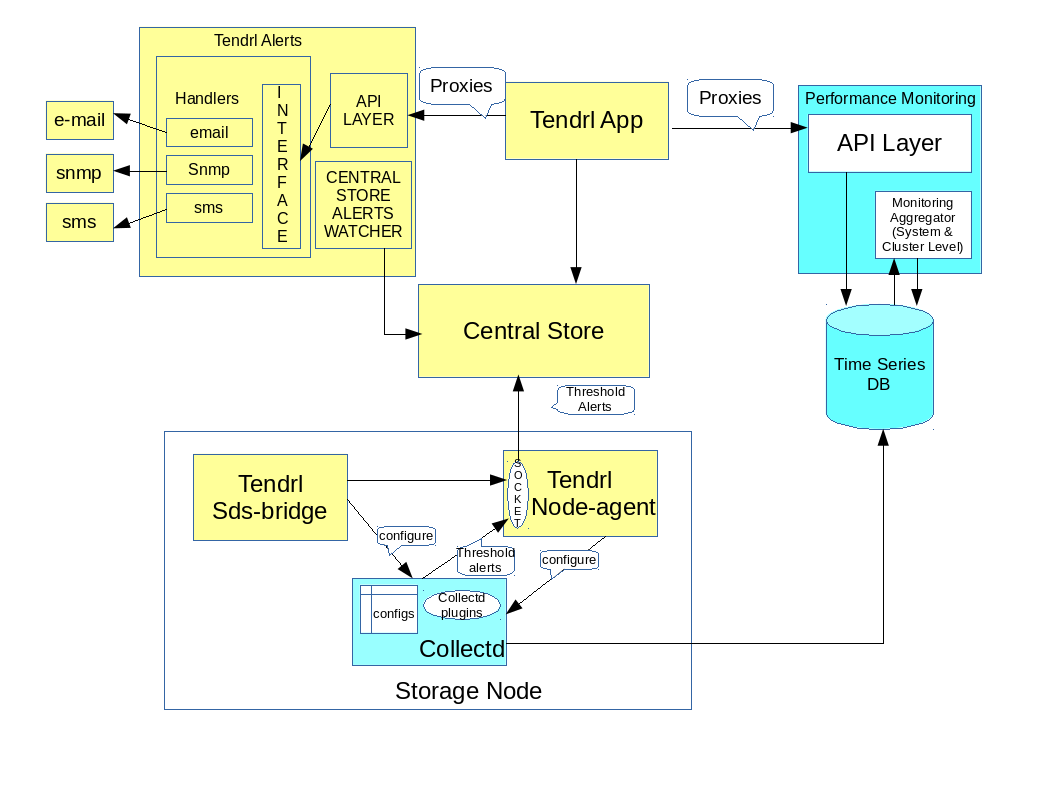 Tendrl Alerts
Handlers
email
Snmp
sms
I
N
T
E
R
F
A
C
E
API
LAYER
CENTRAL
STORE
ALERTS
WATCHER
e-mail
snmp
sms
Proxies
Tendrl App
Proxies
Performance Monitoring
API Layer
Monitoring
Aggregator
(System &
Cluster Level)
Time Series
DB
Central Store
Threshold
Alerts
Tendrl
Sds-bridge
S
O
C
K
E
T
Tendrl
Node-agent
configure
Threshold
alerts
configure
configs
Collectd
plugins
Collectd
Storage Node